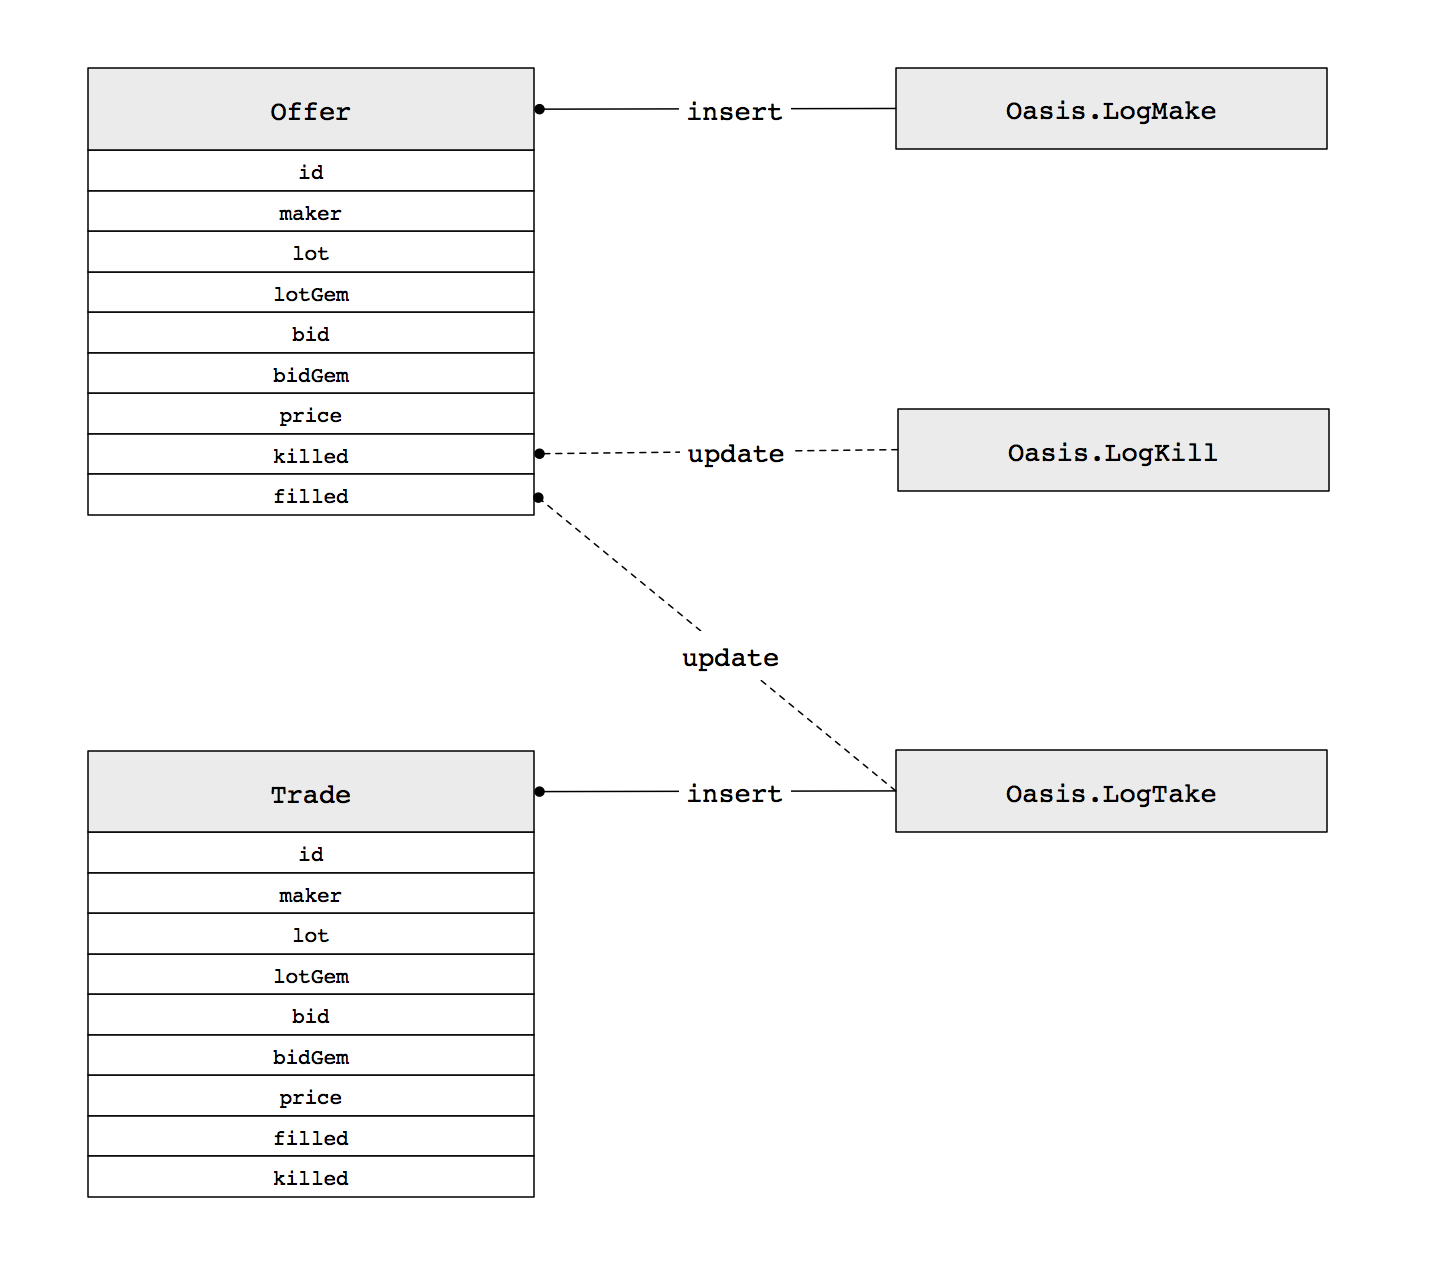 Offer
insert
Oasis.LogMake
id
maker
lot
lotGem
bid
bidGem
price
killed
update
Oasis.LogKill
filled
update
Trade
insert
Oasis.LogTake
id
maker
lot
lotGem
bid
bidGem
price
filled
killed